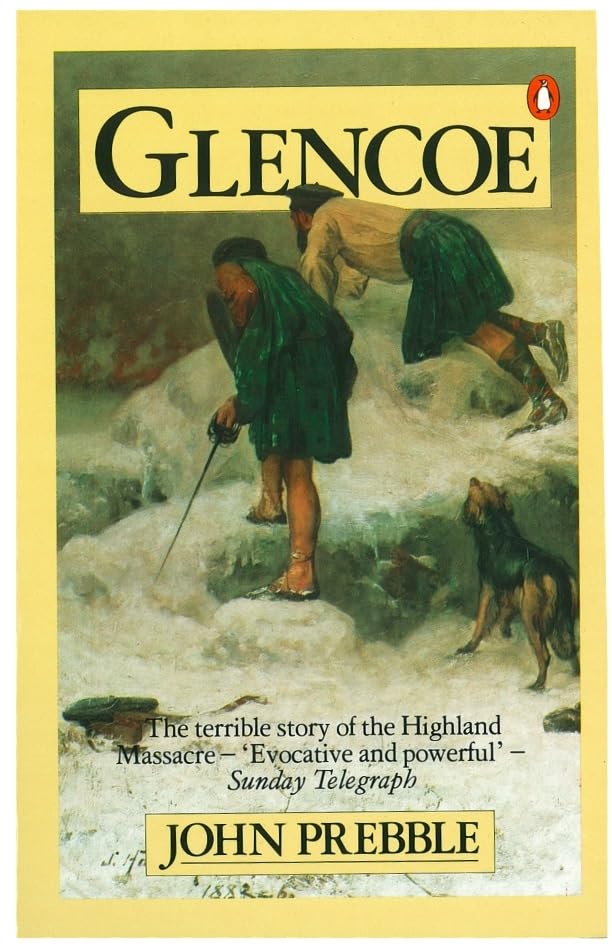 GLENCOE
The terrible story of the Highland
Massacre – ‘Evocative and powerful’ –
Sunday Telegraph
JOHN PREBBLE